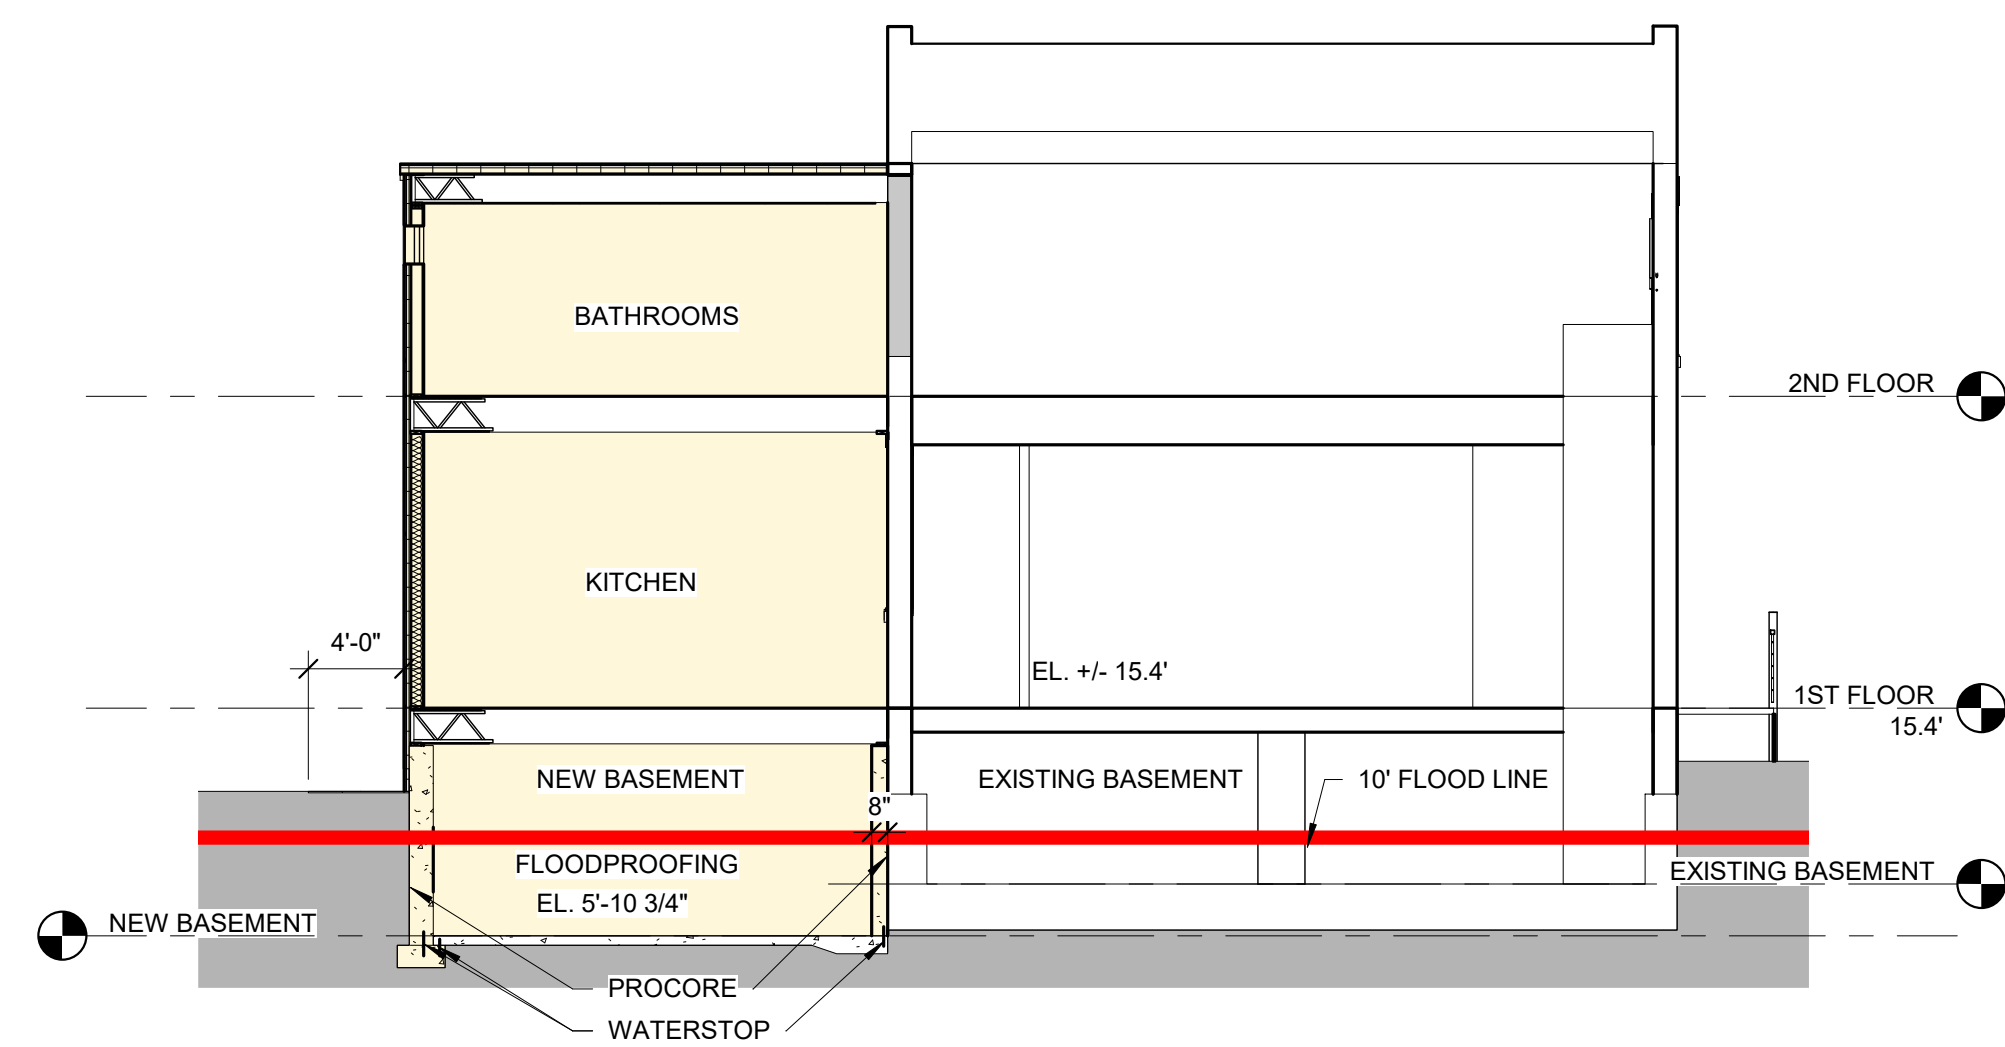 BATHROOMS
2ND FLOOR
KITCHEN
4'-0"
EL. +/- 15.4'
1ST FLOOR
15.4'
NEW BASEMENT
EXISTING BASEMENT
10' FLOOD LINE
8"
FLOODPROOFING
EXISTING BASEMENT
EL. 5'-10 3/4"
NEW BASEMENT
PROCORE
WATERSTOP